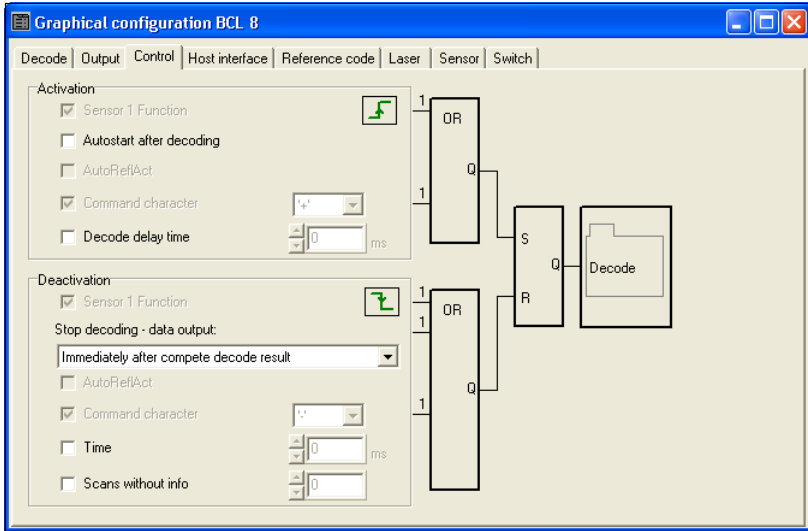 Graphical configuration BCL 8
Decode Output Control Host interface Reference code Laser Sensor Switch
Activation
Sensor 1 Function
Autostart after decoding
AutoReflAct
Command character '+'
Decode delay time 0 ms
1
OR
Q
1
S
Q
R
Decode
Deactivation
Sensor 1 Function
Stop decoding - data output:
Immediately after compete decode result
AutoReflAct
Command character '-'
Time 0 ms
Scans without info 0
1
1
OR
Q
1